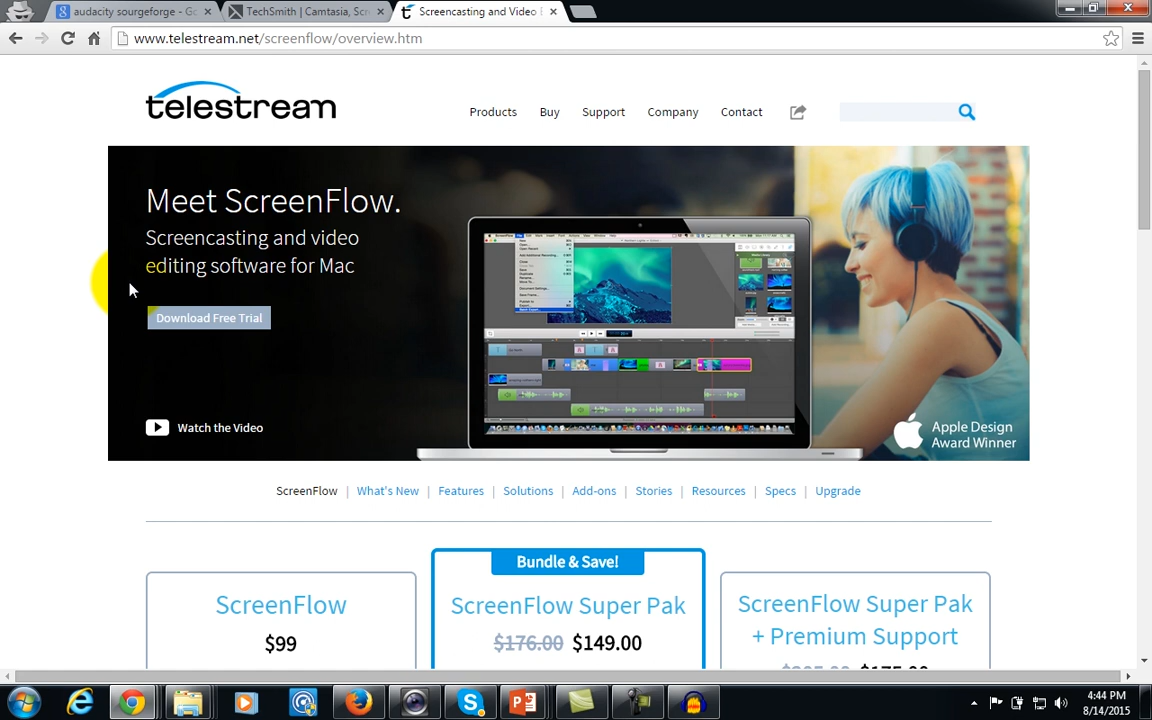 audacity sourgeforge - Go
TechSmith | Camtasia, Scr
Screencasting and Video E
www.telestream.net/screenflow/overview.htm
telestream
Products
Buy
Support
Company
Contact
Meet ScreenFlow.
Screencasting and video
editing software for Mac
Download Free Trial
Watch the Video
Apple Design
Award Winner
ScreenFlow | What's New | Features | Solutions | Add-ons | Stories | Resources | Specs | Upgrade
Bundle & Save!
ScreenFlow
$99
ScreenFlow Super Pak
$176.00 $149.00
ScreenFlow Super Pak
+ Premium Support
4:44 PM
8/14/2015